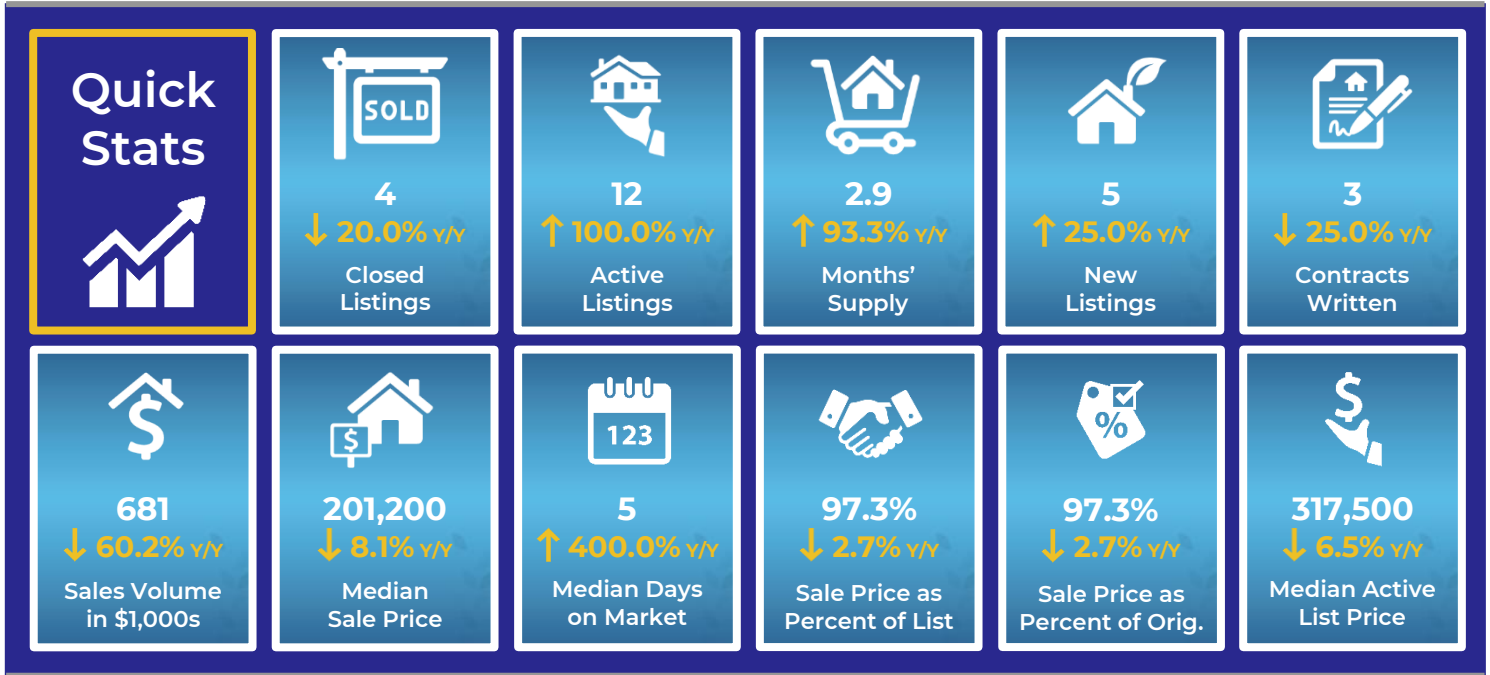 Quick
Stats
SOLD
4
↓ 20.0% Y/Y
Closed
Listings
12
↑ 100.0% Y/Y
Active
Listings
2.9
↑ 93.3% Y/Y
Months’
Supply
5
↑ 25.0% Y/Y
New
Listings
3
↓ 25.0% Y/Y
Contracts
Written
$
681
↓ 60.2% Y/Y
Sales Volume
in $1,000s
$
201,200
↓ 8.1% Y/Y
Median
Sale Price
123
5
↑ 400.0% Y/Y
Median Days
on Market
97.3%
↓ 2.7% Y/Y
Sale Price as
Percent of List
%
97.3%
↓ 2.7% Y/Y
Sale Price as
Percent of Orig.
$
317,500
↓ 6.5% Y/Y
Median Active
List Price